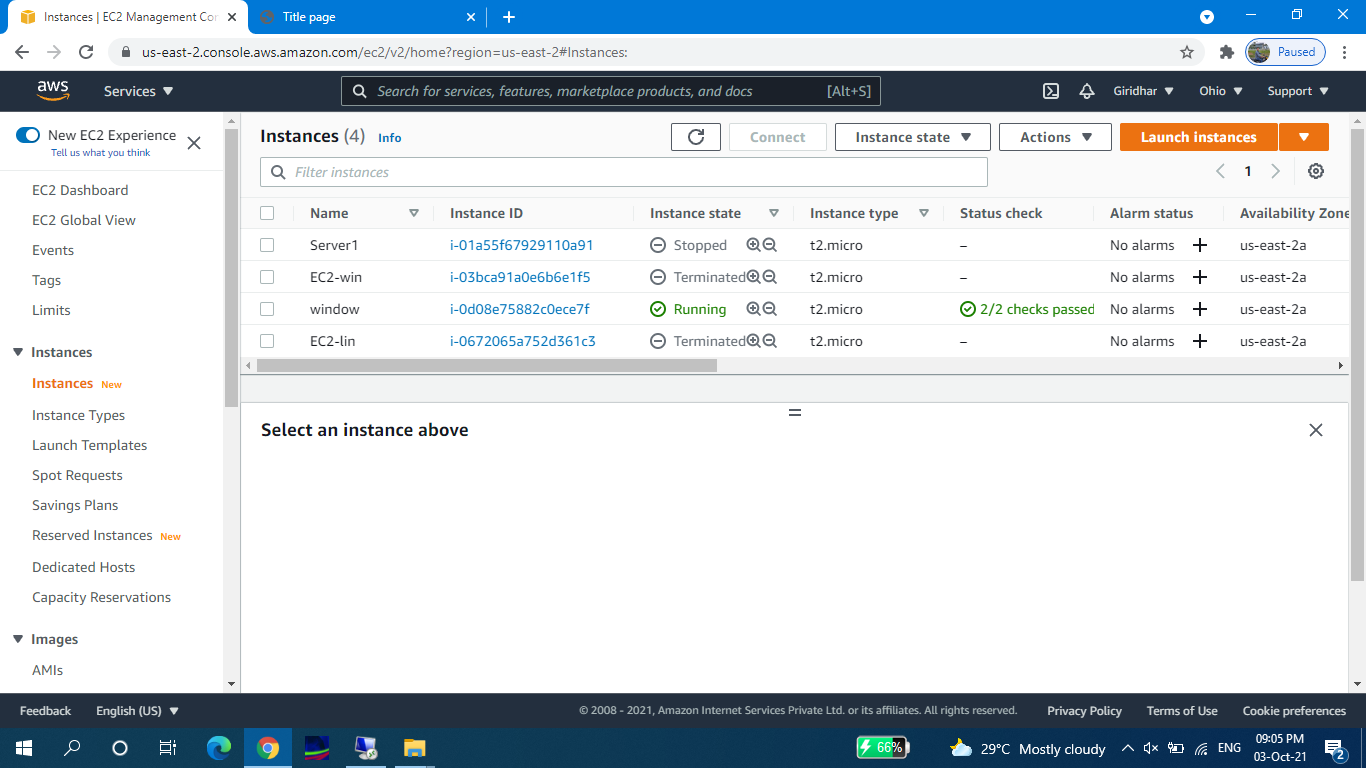 Instances | EC2 Management Con
Title page
us-east-2.console.aws.amazon.com/ec2/v2/home?region=us-east-2#Instances:
Paused
aws
Services
Search for services, features, marketplace products, and docs
[Alt+S]
Giridhar
Ohio
Support
New EC2 Experience
Tell us what you think
EC2 Dashboard
EC2 Global View
Events
Tags
Limits
Instances
Instances New
Instance Types
Launch Templates
Spot Requests
Savings Plans
Reserved Instances New
Dedicated Hosts
Capacity Reservations
Images
AMIs
Instances (4) Info
Connect
Instance state
Actions
Launch instances
Filter instances
1
Name Instance ID Instance state Instance type Status check Alarm status Availability Zone
Server1 i-01a55f67929110a91 Stopped t2.micro – No alarms + us-east-2a
EC2-win i-03bca91a0e6b6e1f5 Terminated t2.micro – No alarms + us-east-2a
window i-0d08e75882c0ece7f Running t2.micro 2/2 checks passed No alarms + us-east-2a
EC2-lin i-0672065a752d361c3 Terminated t2.micro – No alarms + us-east-2a
Select an instance above
Feedback
English (US)
© 2008 - 2021, Amazon Internet Services Private Ltd. or its affiliates. All rights reserved.
Privacy Policy
Terms of Use
Cookie preferences
66%
29°C Mostly cloudy
ENG
09:05 PM
03-Oct-21
2